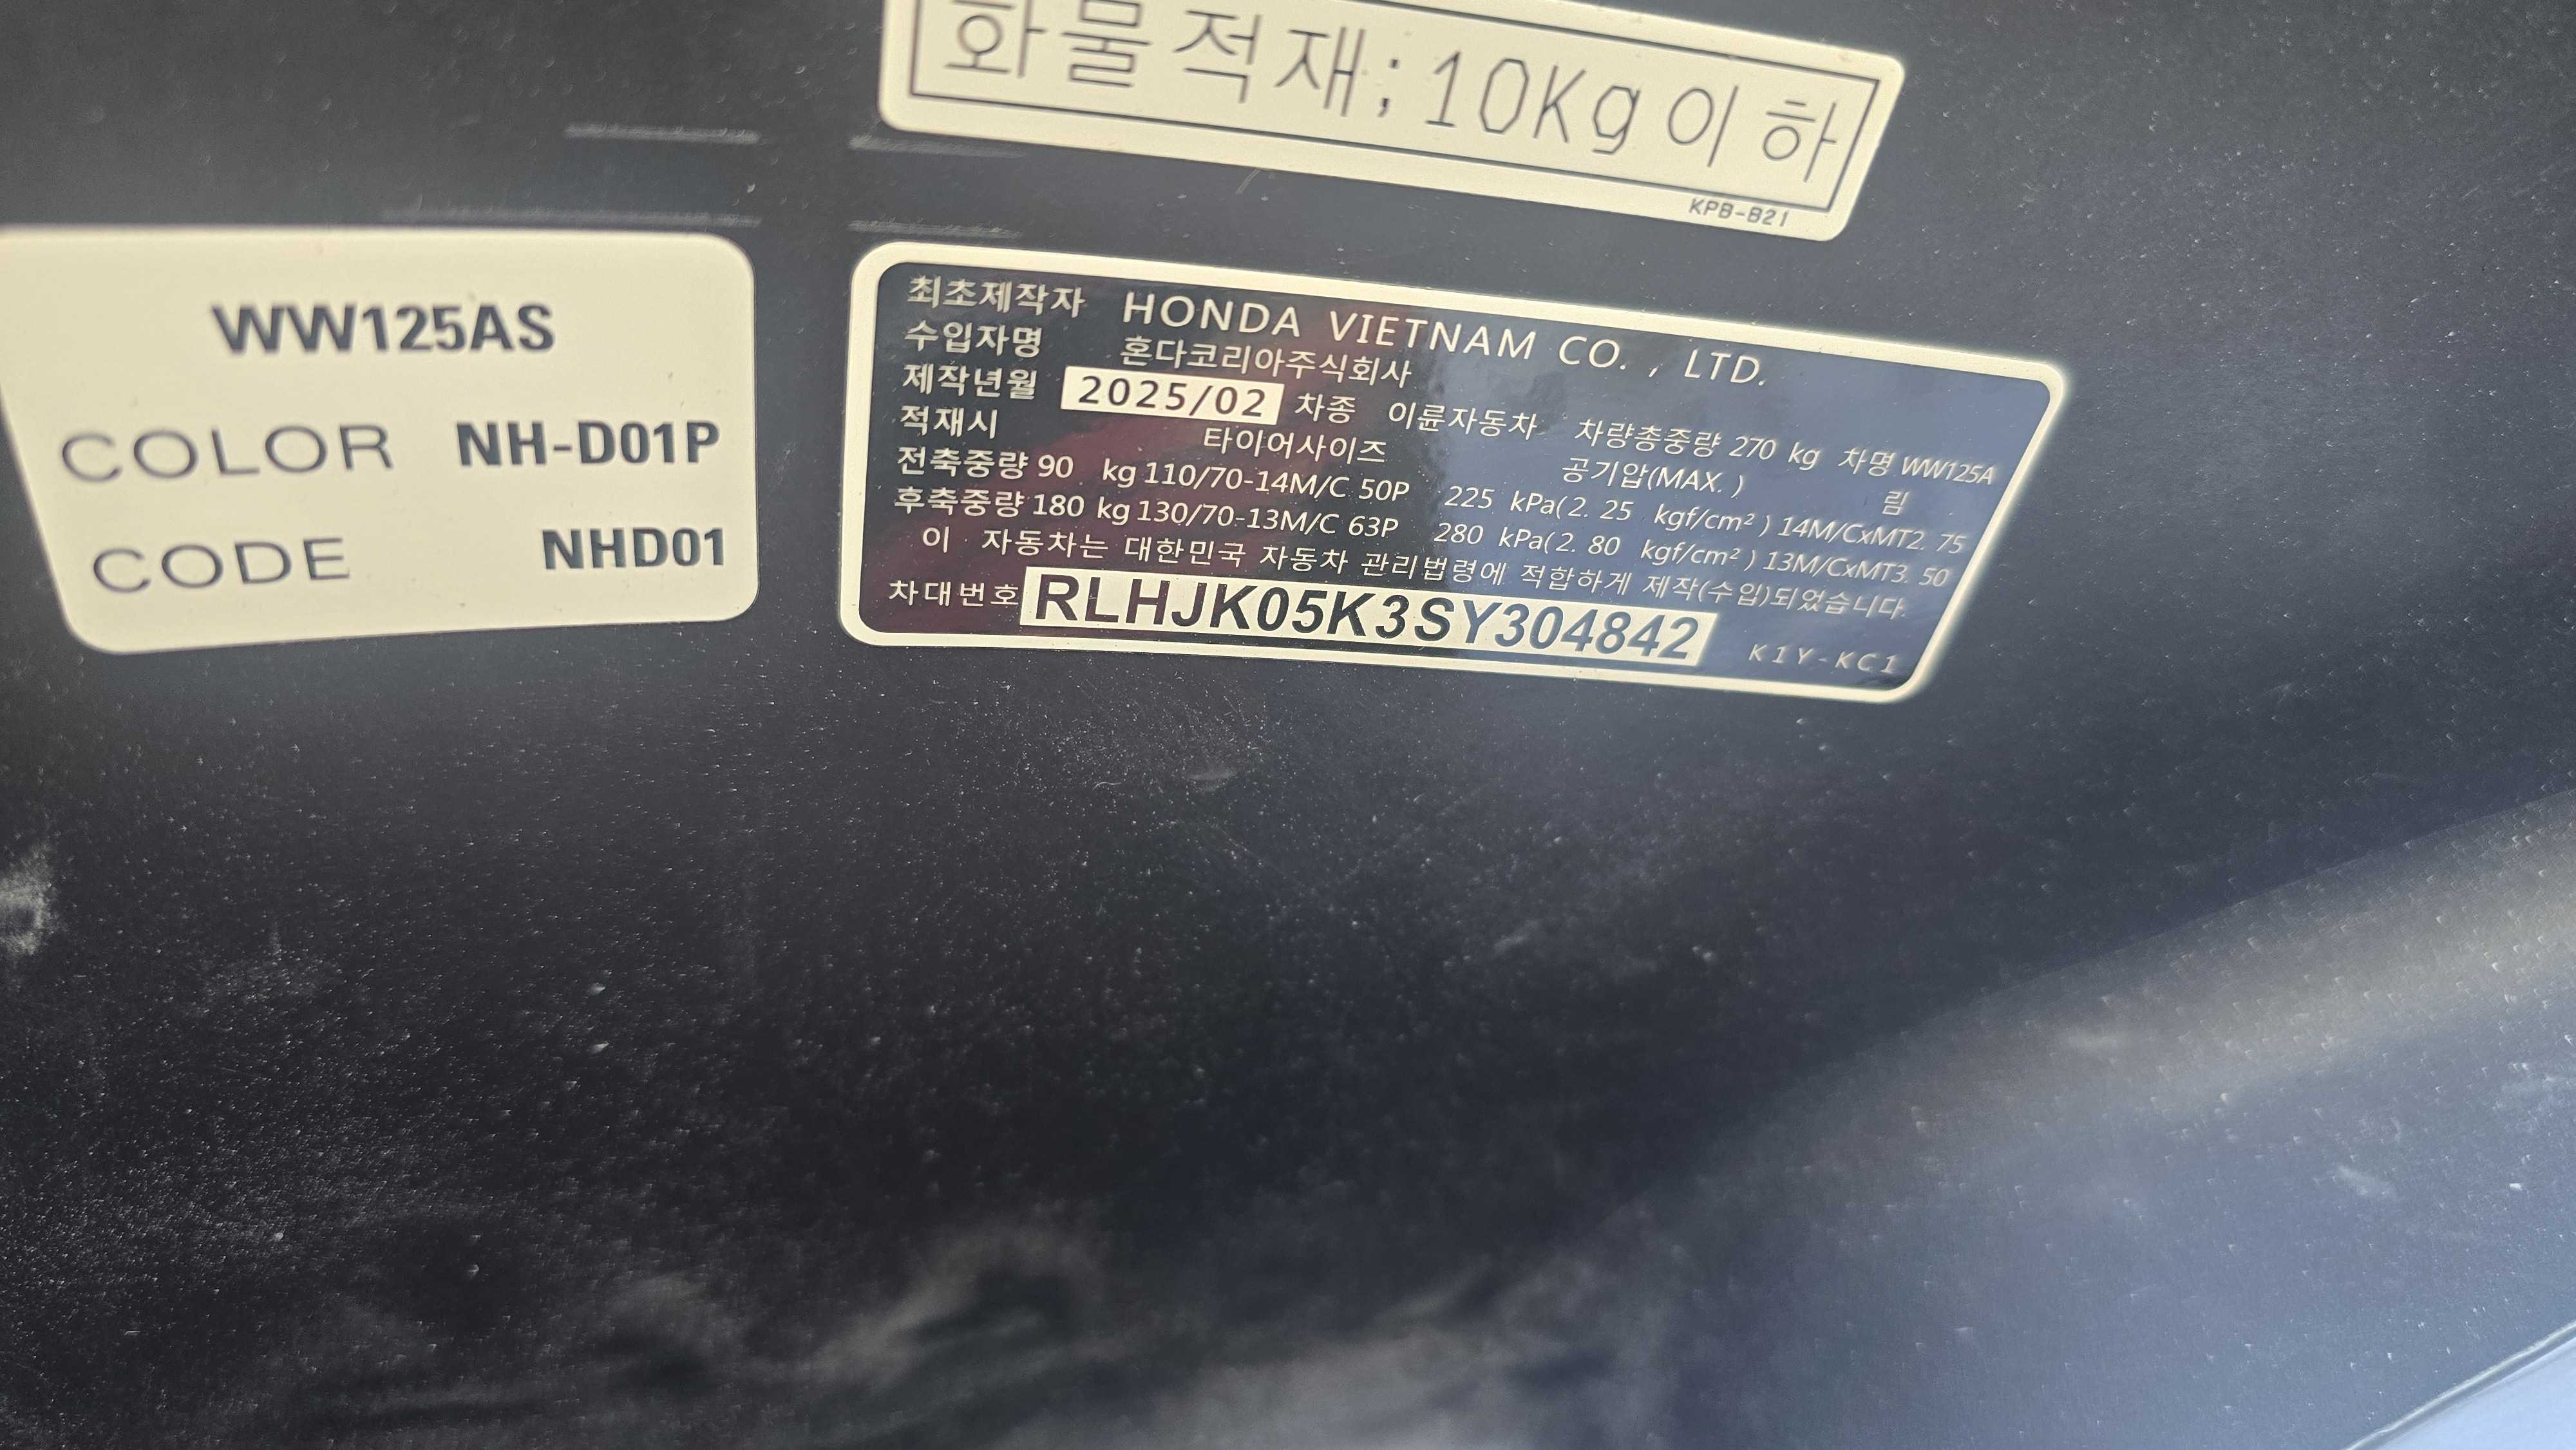 화물적재;10Kg이하
KPB-B21
WW125AS
COLOR NH-D01P
CODE NHD01
최초제작자 HONDA VIETNAM CO. , LTD.
수입자명 혼다코리아주식회사
제작년월 2025/02 차종 이륜자동차 차량총중량 270 kg 차명 WW125A
적재시 타이어사이즈 공기압(MAX. ) 림
전축중량 90 kg 110/70-14M/C 50P 225 kPa(2. 25 kgf/cm² ) 14M/CxMT2. 75
후축중량 180 kg 130/70-13M/C 63P 280 kPa(2. 80 kgf/cm² ) 13M/CxMT3. 50
이 자동차는 대한민국 자동차 관리법령에 적합하게 제작(수입)되었습니다.
차대번호 RLHJK05K3SY304842
K1Y-KC1